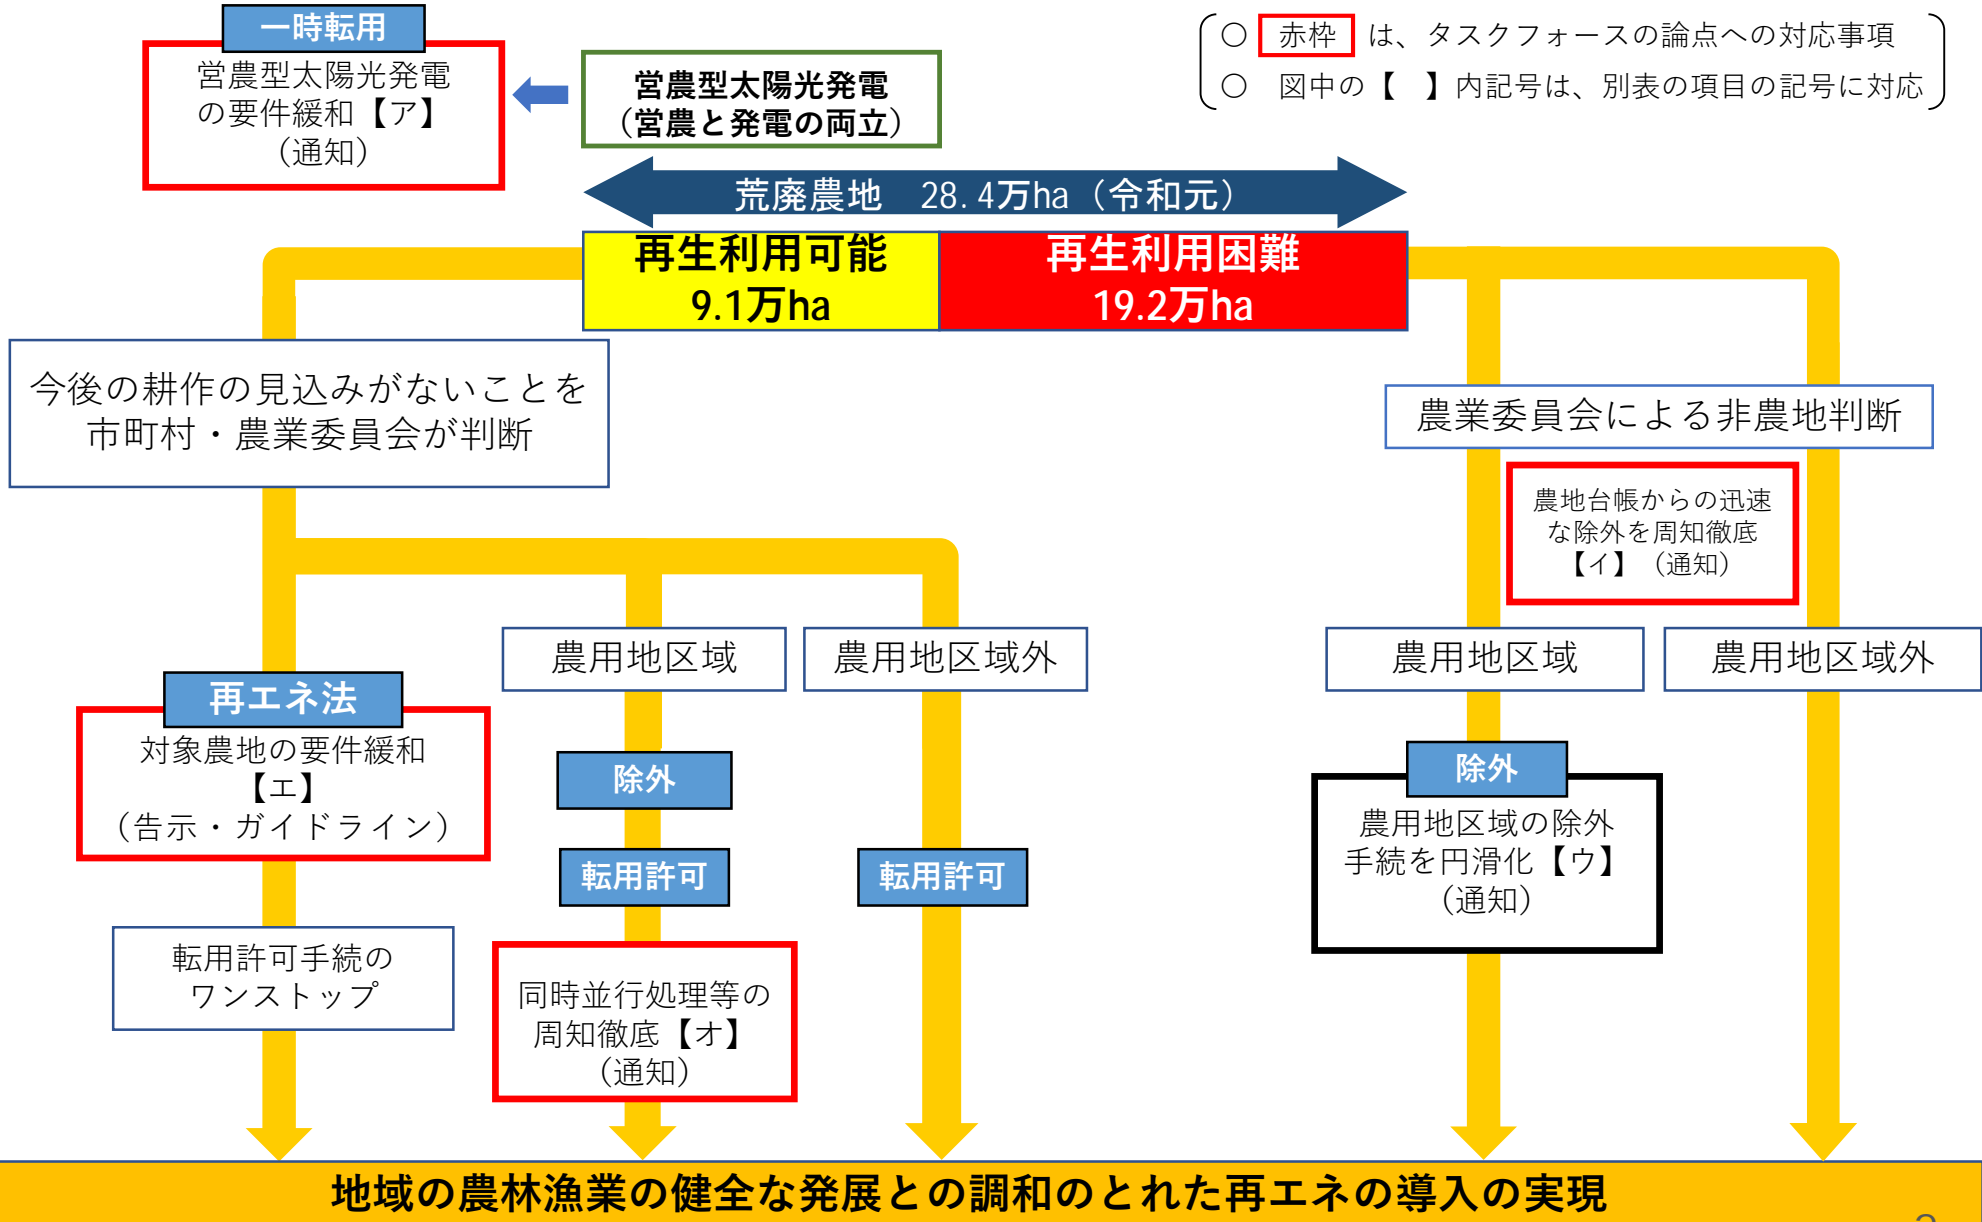 一時転用
営農型太陽光発電
の要件緩和【ア】
（通知）
営農型太陽光発電
（営農と発電の両立）
○ 赤枠 は、タスクフォースの論点への対応事項
○ 図中の【　】内記号は、別表の項目の記号に対応
荒廃農地　28.4万ha（令和元）
再生利用可能
9.1万ha
再生利用困難
19.2万ha
今後の耕作の見込みがないことを
市町村・農業委員会が判断
農業委員会による非農地判断
農地台帳からの迅速
な除外を周知徹底
【イ】（通知）
農用地区域
農用地区域外
農用地区域
農用地区域外
再エネ法
対象農地の要件緩和
【エ】
（告示・ガイドライン）
除外
転用許可
転用許可
除外
農用地区域の除外
手続を円滑化【ウ】
（通知）
転用許可手続の
ワンストップ
同時並行処理等の
周知徹底【オ】
（通知）
地域の農林漁業の健全な発展との調和のとれた再エネの導入の実現